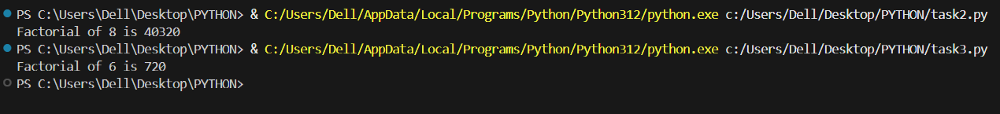 PS C:\Users\Dell\Desktop\PYTHON> & C:/Users/Dell/AppData/Local/Programs/Python/Python312/python.exe c:/Users/Dell/Desktop/PYTHON/task2.py
Factorial of 8 is 40320
PS C:\Users\Dell\Desktop\PYTHON> & C:/Users/Dell/AppData/Local/Programs/Python/Python312/python.exe c:/Users/Dell/Desktop/PYTHON/task3.py
Factorial of 6 is 720
PS C:\Users\Dell\Desktop\PYTHON>